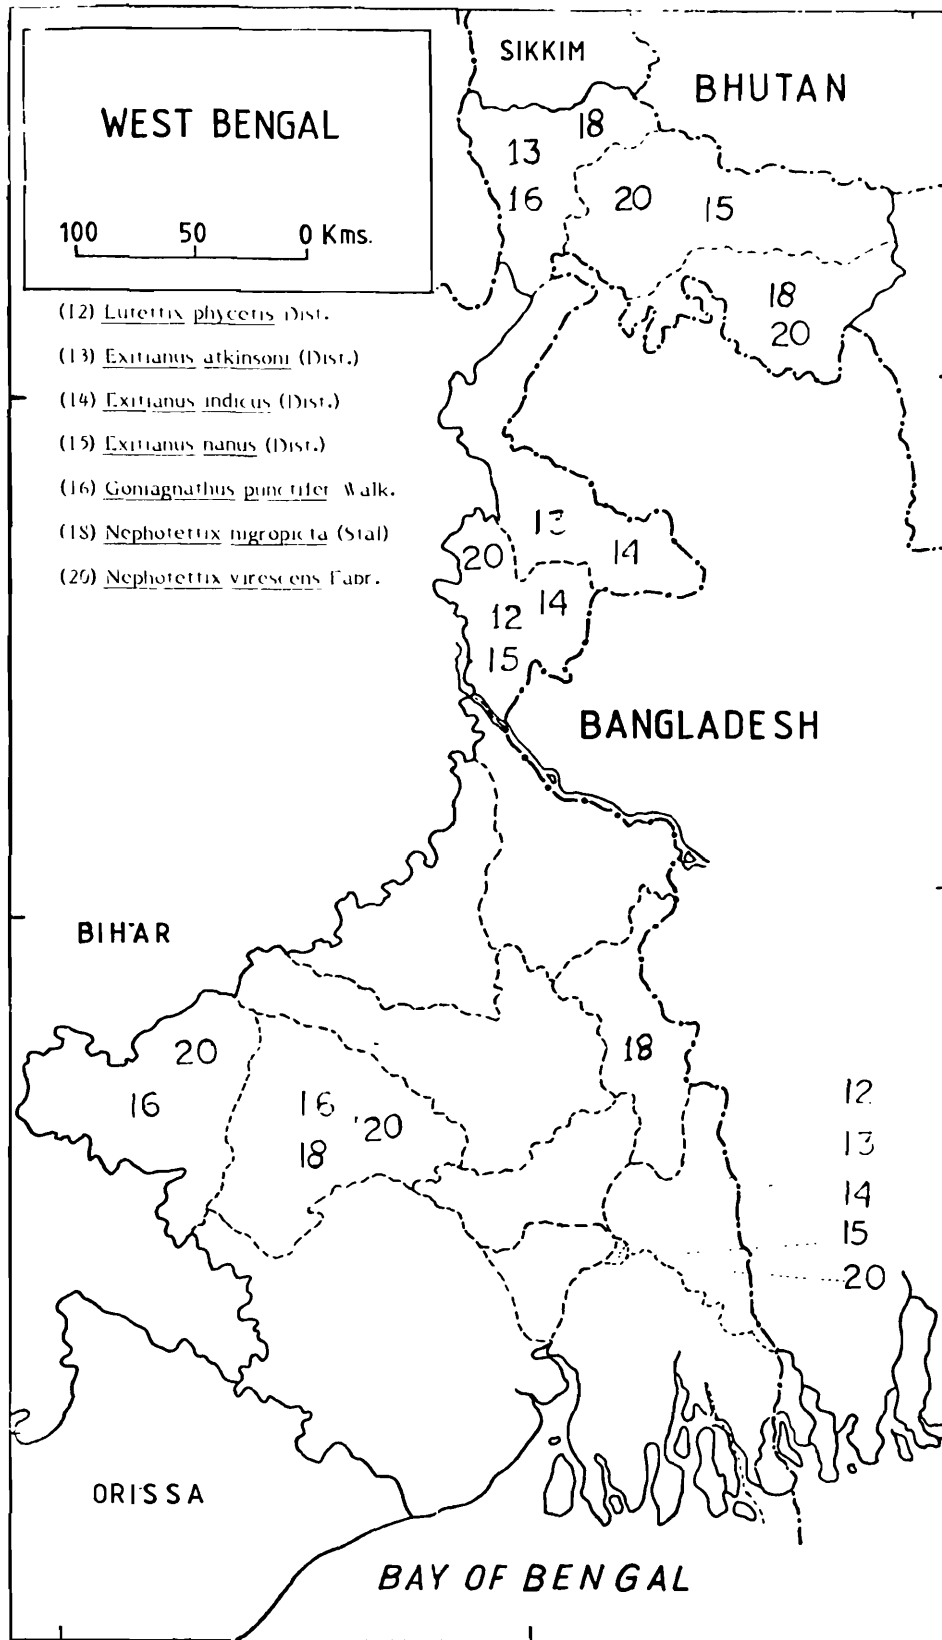 SIKKIM
BHUTAN
WEST BENGAL
100 50 0 Kms.
18
13
16
20 15
18
20
(12) Eutettix phycetis Dist.
(13) Exitianus atkinsoni (Dist.)
(14) Exitianus indicus (Dist.)
(15) Exitianus nanus (Dist.)
(16) Goniagnathus punctifer Walk.
(18) Nephotettix nigropicta (Stal)
(20) Nephotettix virescens Fabr.
13
20 14
12 14
15
BANGLADESH
BIHAR
20
16
16 20
18
18
12
13
14
15
20
ORISSA
BAY OF BENGAL